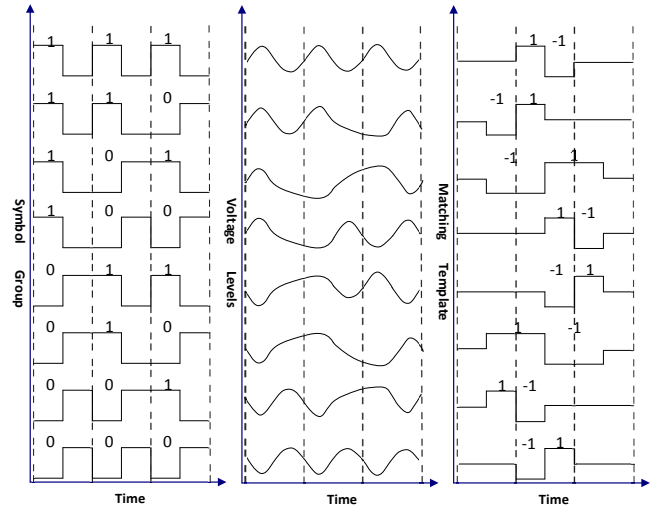 1 1 1
1 1 0
1 0 1
1 0 0
0 1 1
0 1 0
0 0 1
0 0 0
Symbol Group
Time
Voltage Levels
Time
1 -1
-1 1
-1 1
1 -1
-1 1
1 -1
1 -1
-1 1
Matching Template
Time